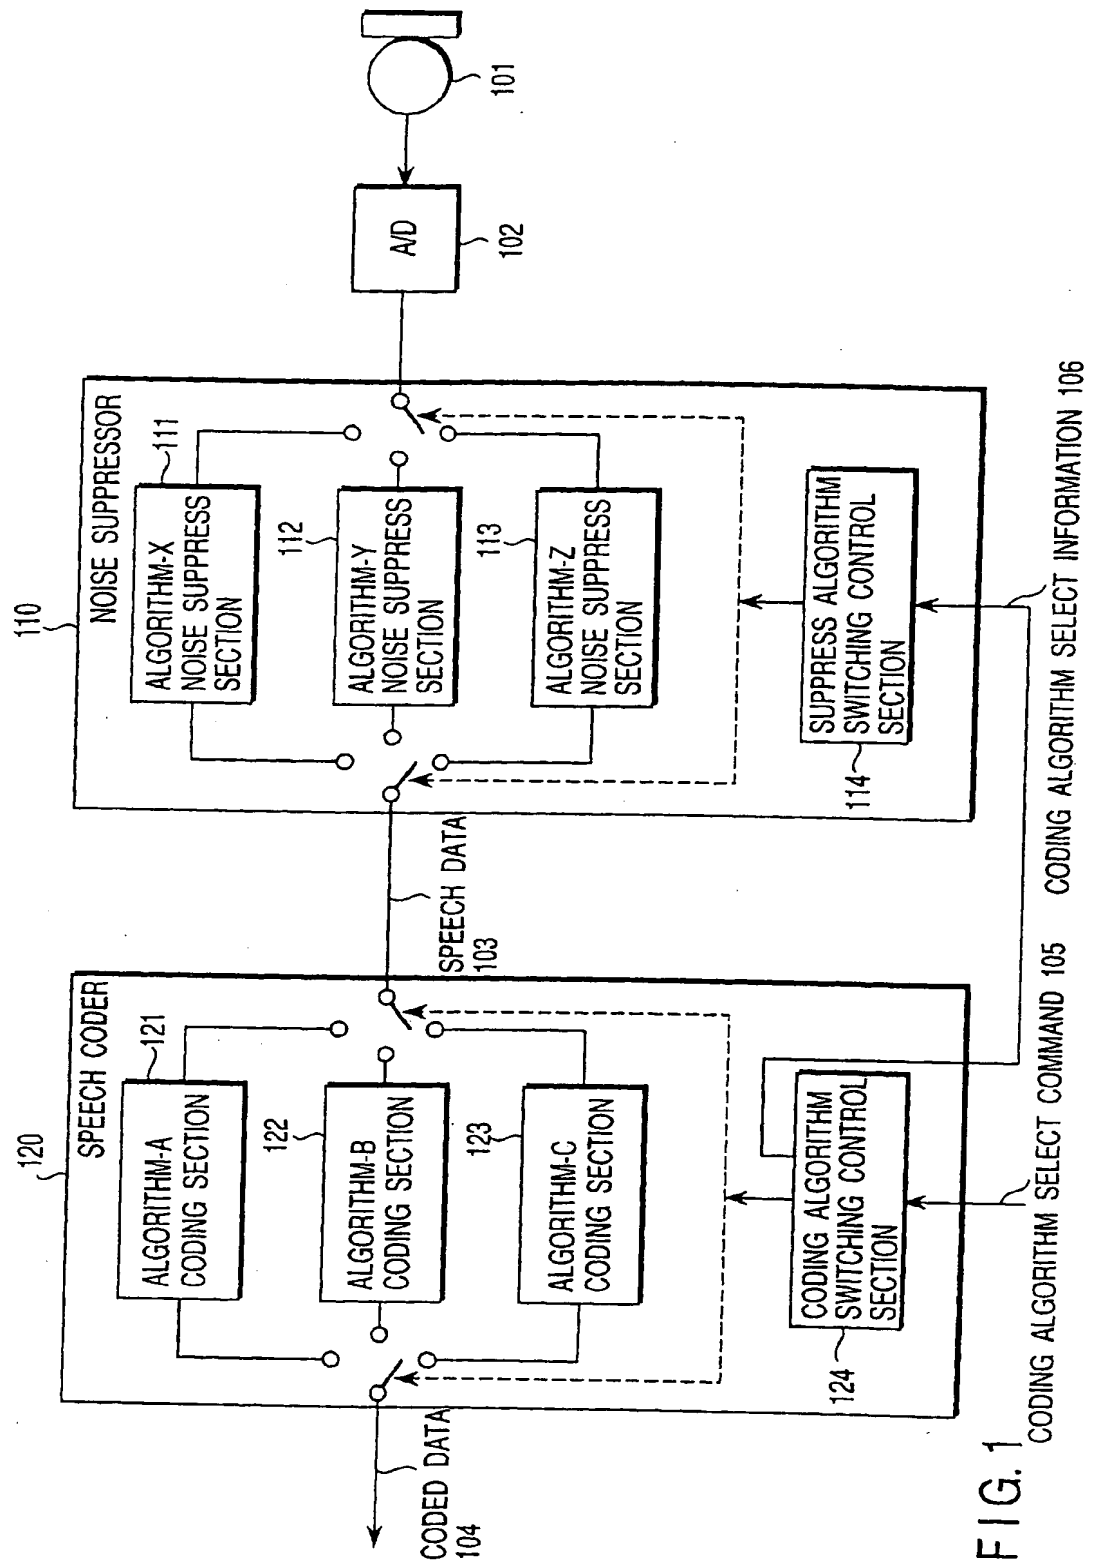 101
A/D
102
110
NOISE SUPPRESSOR
ALGORITHM-X
NOISE SUPPRESS
SECTION
111
ALGORITHM-Y
NOISE SUPPRESS
SECTION
112
ALGORITHM-Z
NOISE SUPPRESS
SECTION
113
SUPPRESS ALGORITHM
SWITCHING CONTROL
SECTION
114
CODING ALGORITHM SELECT INFORMATION 106
SPEECH DATA
103
120
SPEECH CODER
ALGORITHM-A
CODING SECTION
121
ALGORITHM-B
CODING SECTION
122
ALGORITHM-C
CODING SECTION
123
CODING ALGORITHM
SWITCHING CONTROL
SECTION
124
CODING ALGORITHM SELECT COMMAND 105
CODED DATA
104
FIG. 1